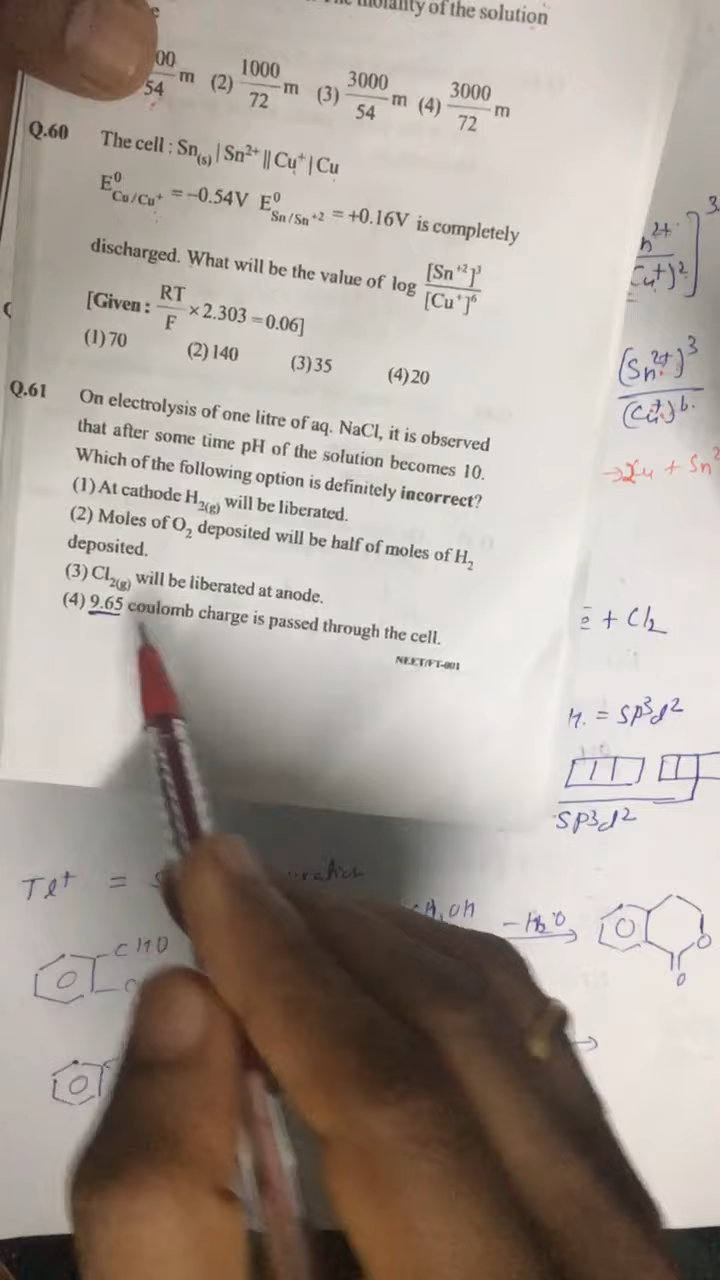 molality of the solution
54 m (2) 1000/72 m (3) 3000/54 m (4) 3000/72 m
Q.60 The cell : Sn(s) | Sn²⁺ || Cu⁺ | Cu
E⁰ Cu/Cu⁺ = −0.54V E⁰ Sn/Sn⁺² = +0.16V is completely
discharged. What will be the value of log [Sn⁺²]³/[Cu⁺]⁶
[Given : RT/F × 2.303 = 0.06]
(1) 70 (2) 140 (3) 35 (4) 20
Q.61 On electrolysis of one litre of aq. NaCl, it is observed
that after some time pH of the solution becomes 10.
Which of the following option is definitely incorrect?
(1) At cathode H₂(g) will be liberated.
(2) Moles of O₂ deposited will be half of moles of H₂
deposited.
(3) Cl₂(g) will be liberated at anode.
(4) 9.65 coulomb charge is passed through the cell.
NEET/FT-001
(Sn²⁺)³
(Cu⁺)⁶
ē + Cl₂
H. = sp³d²
sp³d²
Tl⁺ =
CHO
−H₂O
O
O